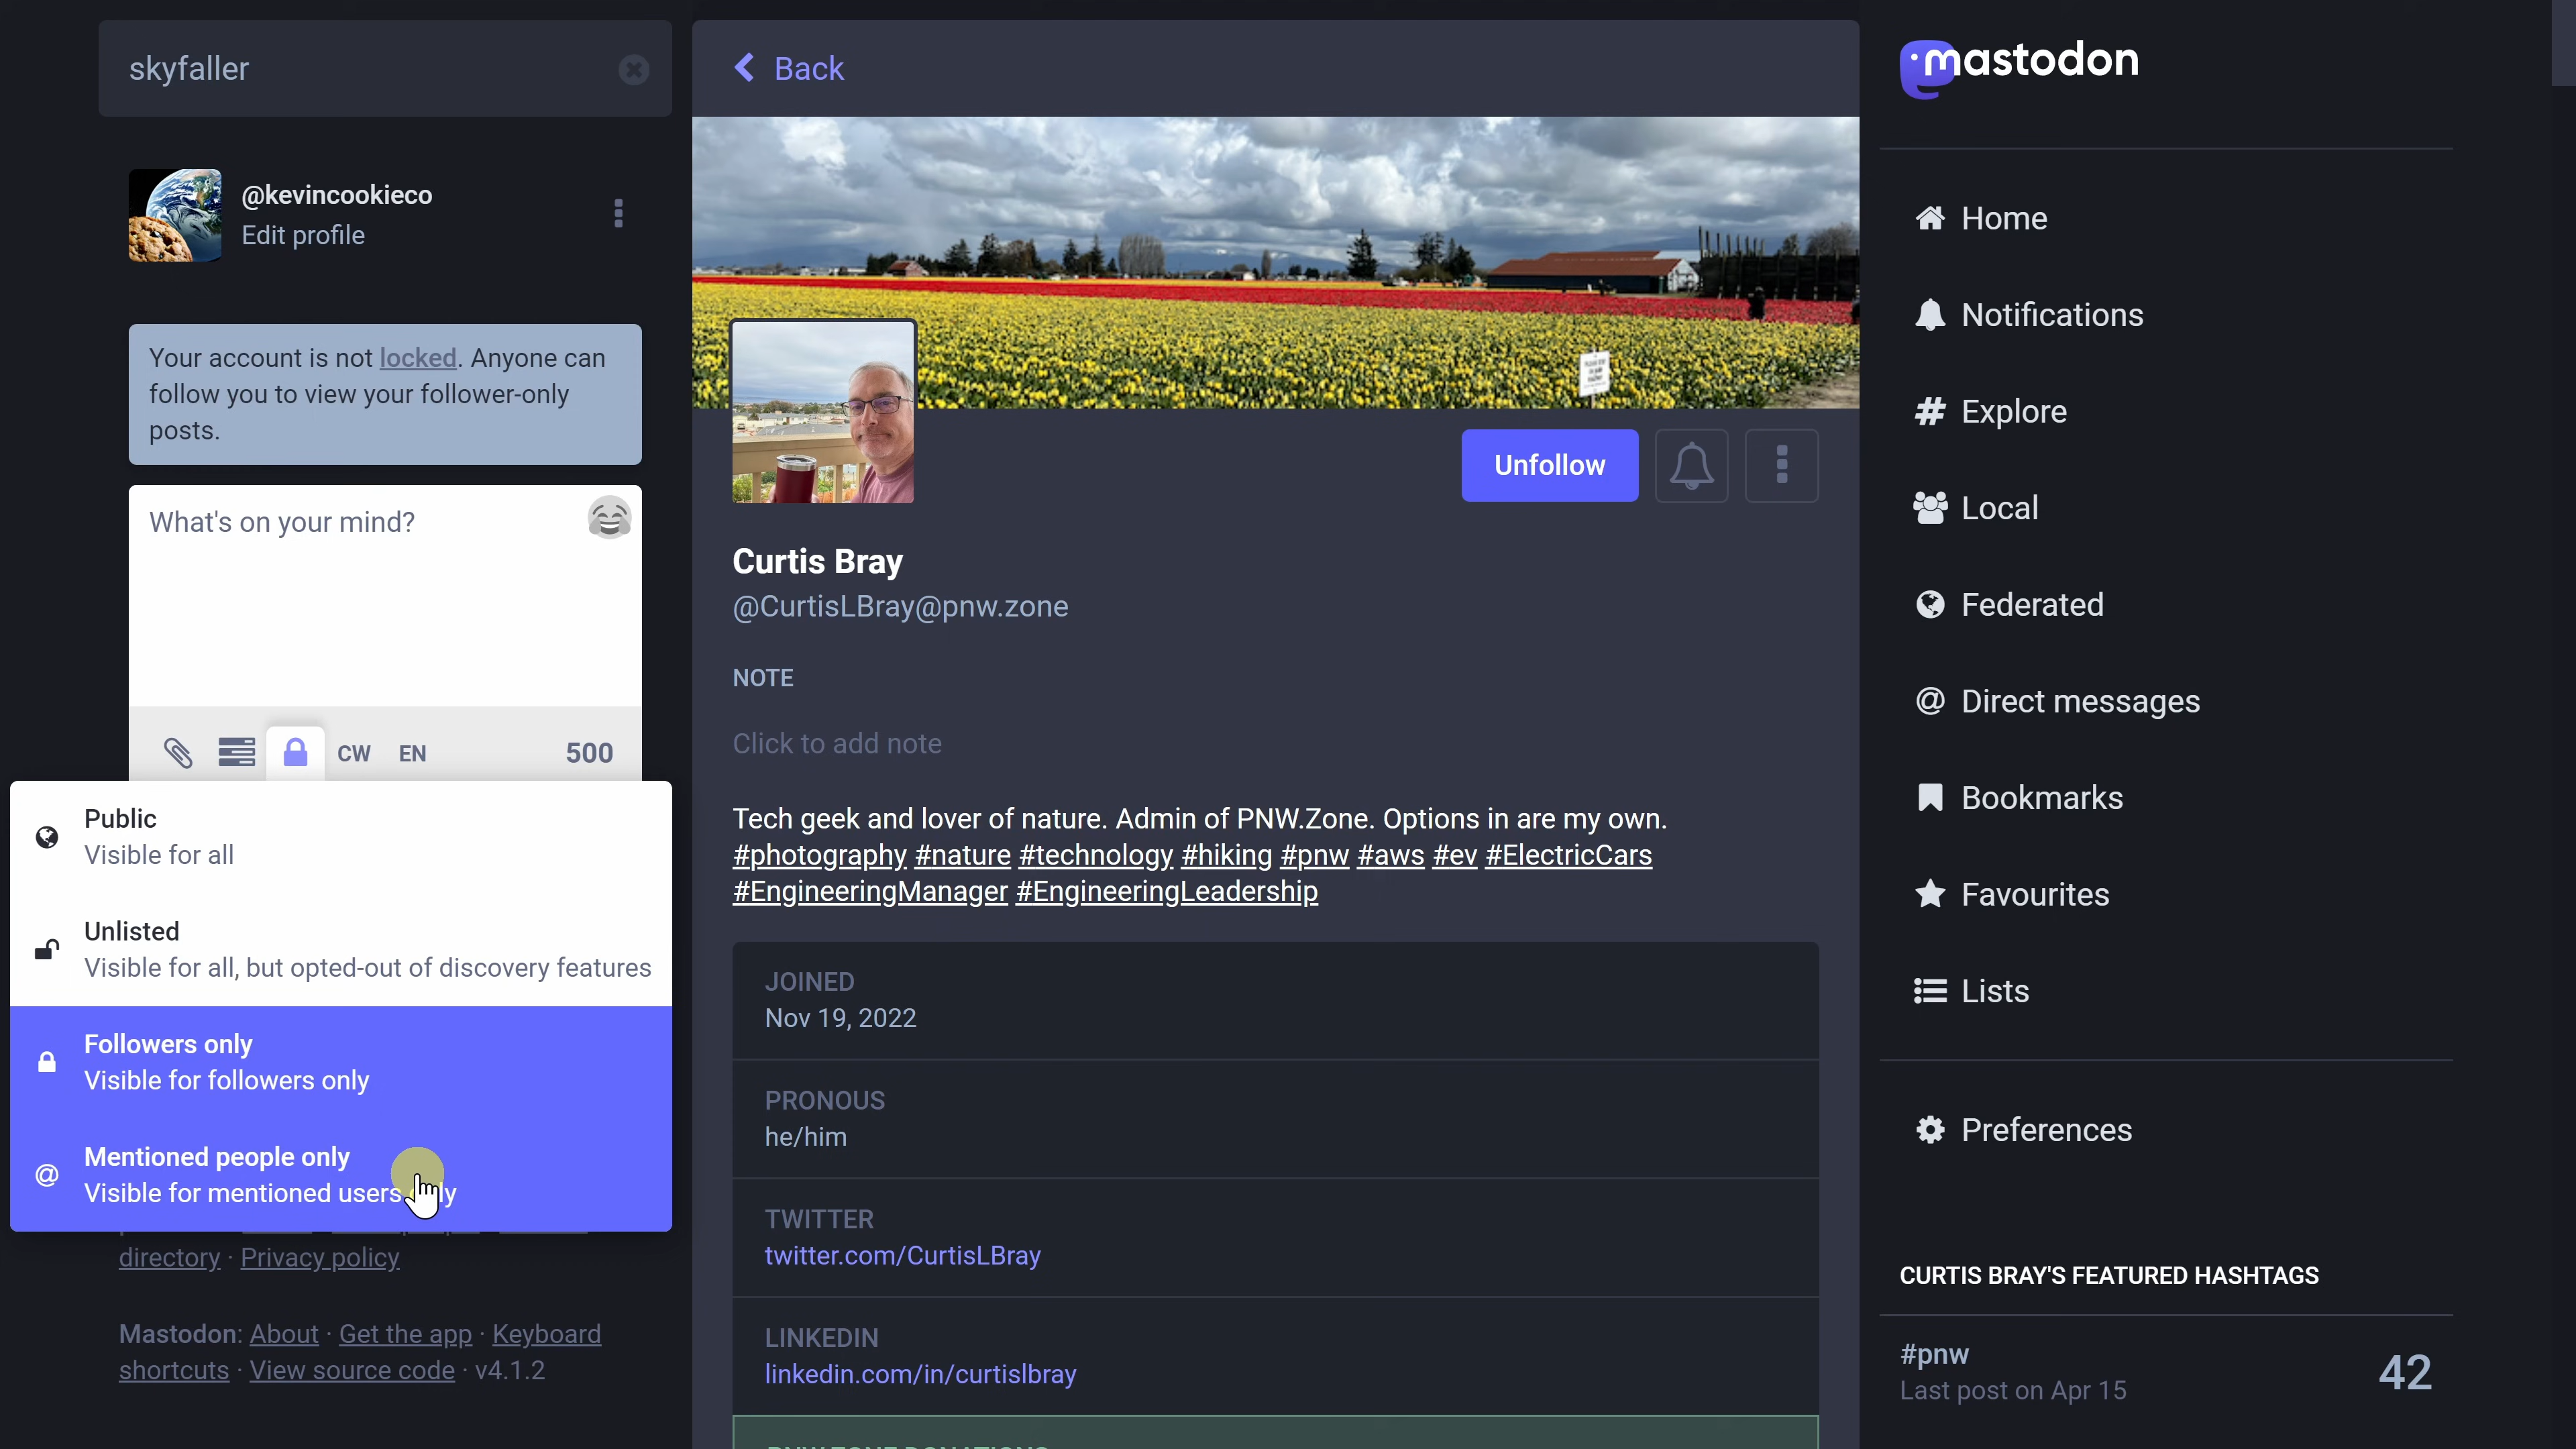 skyfaller
@kevincookieco
Edit profile
Your account is not locked. Anyone can
follow you to view your follower-only
posts.
What's on your mind?
CW EN 500
Public
Visible for all
Unlisted
Visible for all, but opted-out of discovery features
Followers only
Visible for followers only
Mentioned people only
Visible for mentioned users
directory · Privacy policy
Mastodon: About · Get the app · Keyboard
shortcuts · View source code · v4.1.2
Back
Unfollow
Curtis Bray
@CurtisLBray@pnw.zone
NOTE
Click to add note
Tech geek and lover of nature. Admin of PNW.Zone. Options in are my own.
#photography #nature #technology #hiking #pnw #aws #ev #ElectricCars
#EngineeringManager #EngineeringLeadership
JOINED
Nov 19, 2022
PRONOUS
he/him
TWITTER
twitter.com/CurtisLBray
LINKEDIN
linkedin.com/in/curtislbray
PNW.ZONE DONATIONS
mastodon
Home
Notifications
Explore
Local
Federated
@ Direct messages
Bookmarks
Favourites
Lists
Preferences
CURTIS BRAY'S FEATURED HASHTAGS
#pnw
Last post on Apr 15
42